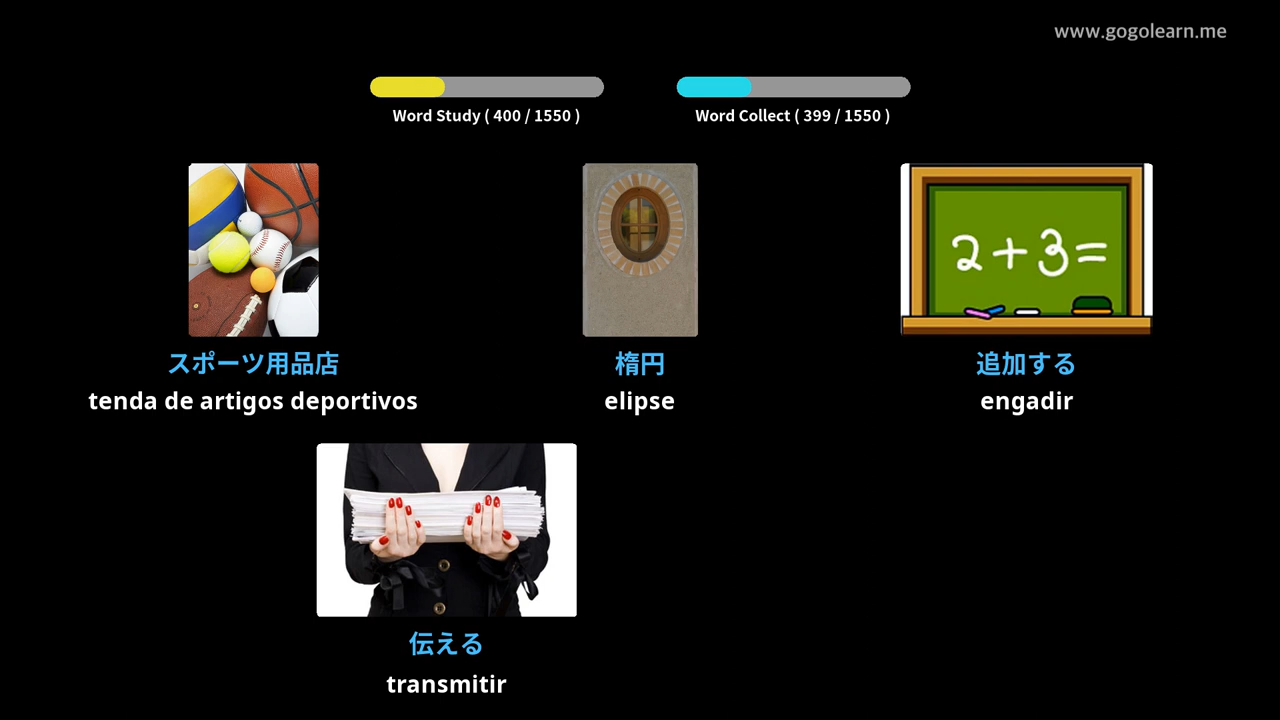 www.gogolearn.me
Word Study ( 400 / 1550 )
Word Collect ( 399 / 1550 )
2+3=
スポーツ用品店
tenda de artigos deportivos
楕円
elipse
追加する
engadir
伝える
transmitir